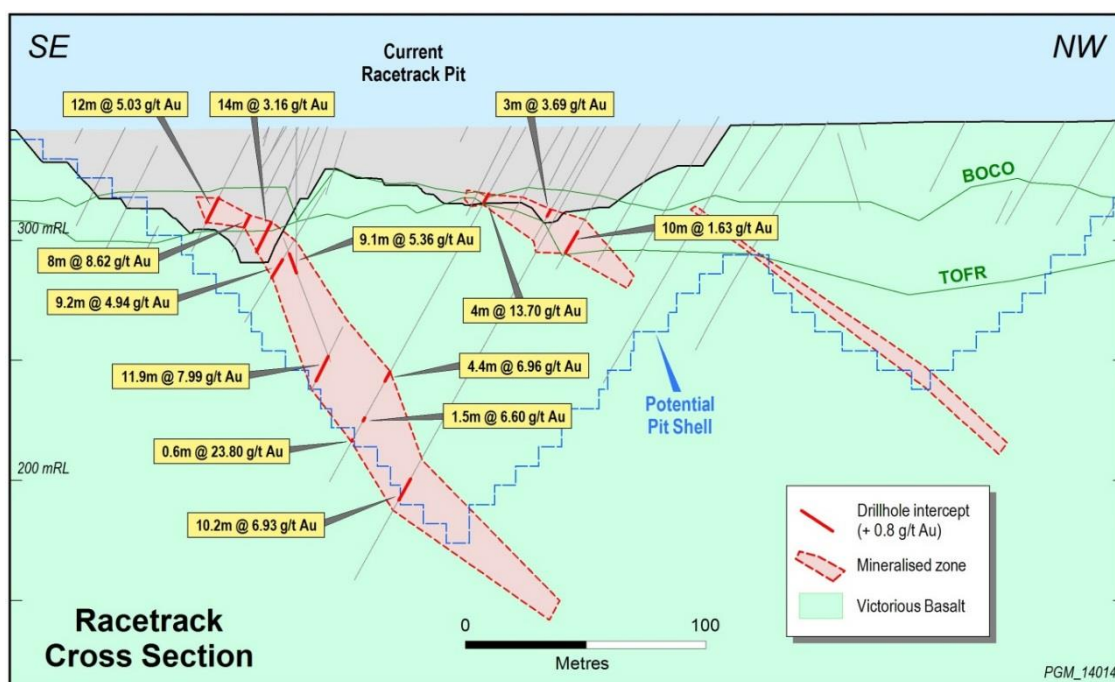 SE
NW
Current
Racetrack Pit
12m @ 5.03 g/t Au
14m @ 3.16 g/t Au
3m @ 3.69 g/t Au
BOCO
300 mRL
8m @ 8.62 g/t Au
9.1m @ 5.36 g/t Au
10m @ 1.63 g/t Au
9.2m @ 4.94 g/t Au
TOFR
4m @ 13.70 g/t Au
11.9m @ 7.99 g/t Au
4.4m @ 6.96 g/t Au
1.5m @ 6.60 g/t Au
Potential
Pit Shell
0.6m @ 23.80 g/t Au
200 mRL
10.2m @ 6.93 g/t Au
Drillhole intercept
(+ 0.8 g/t Au)
Mineralised zone
Victorious Basalt
Racetrack
Cross Section
0
100
Metres
PGM_14014